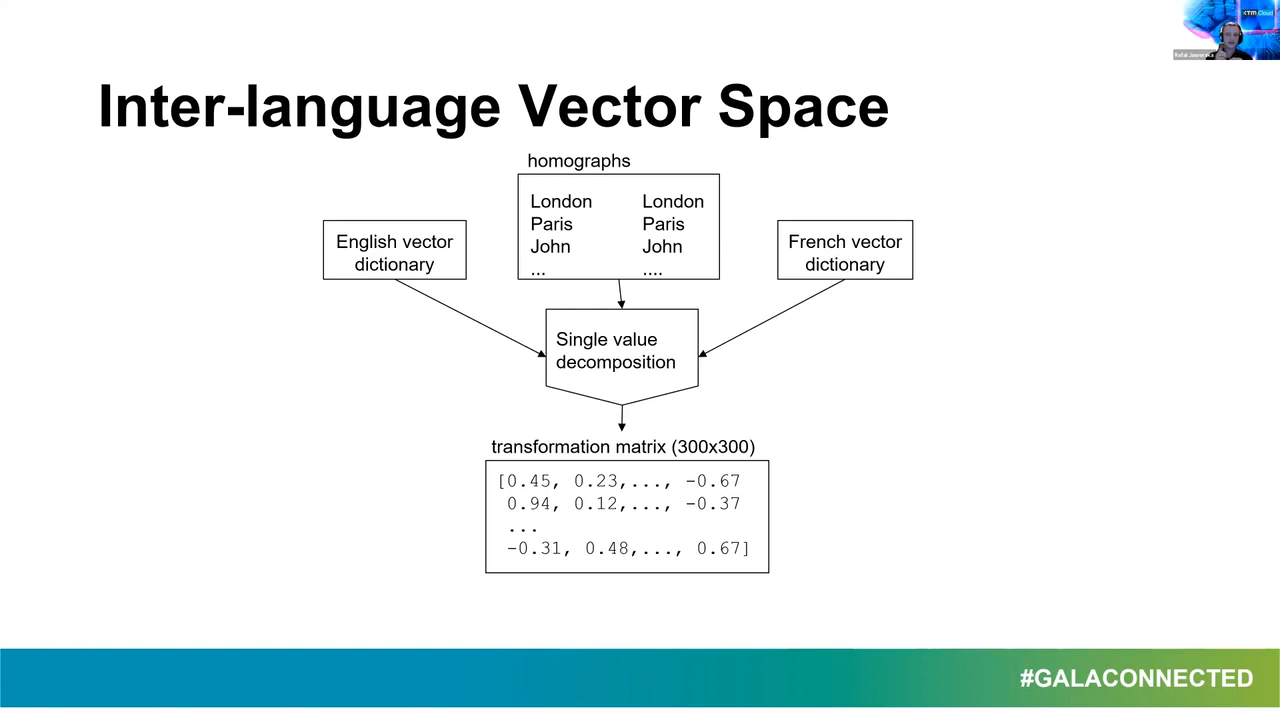 XTM Cloud
Inter-language Vector Space
homographs
London London
Paris Paris
John John
... ....
English vector
dictionary
French vector
dictionary
Single value
decomposition
transformation matrix (300x300)
[0.45, 0.23,..., -0.67
0.94, 0.12,..., -0.37
...
-0.31, 0.48,..., 0.67]
#GALACONNECTED